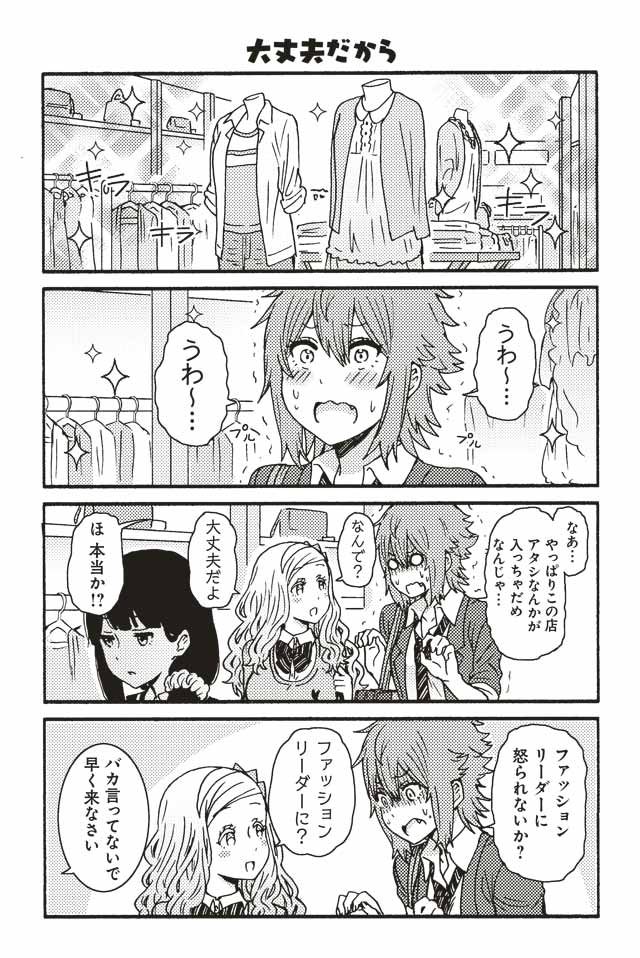 大丈夫だから
キラ
キラ
キラ
うわ〜…
うわ〜…
プル
プル
なぁ…
やっぱりこの店
アタシなんかが
入っちゃだめ
なんじゃ…
なんで？
大丈夫だよ
ほ 本当か!?
ファッション
リーダーに
怒られないか？
ファッション
リーダーに？
バカ言ってないで
早く来なさい